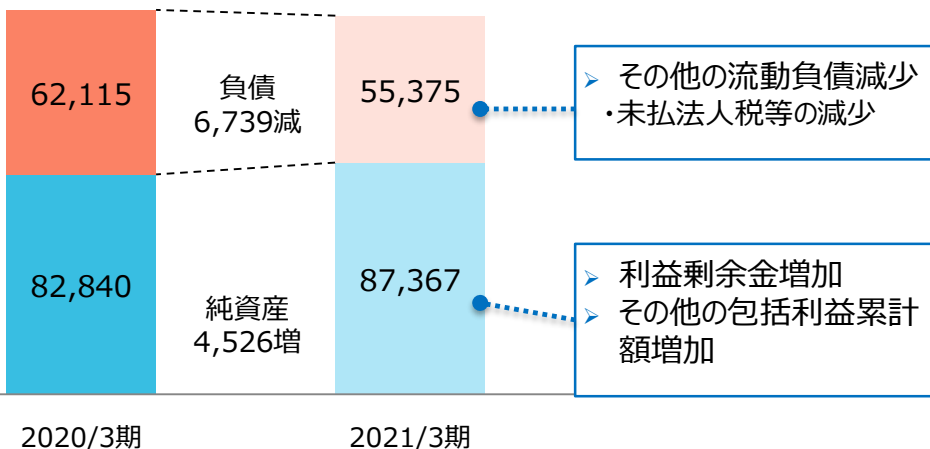 62,115
負債
6,739減
55,375
➢ その他の流動負債減少
・未払法人税等の減少
82,840
純資産
4,526増
87,367
➢ 利益剰余金増加
➢ その他の包括利益累計
額増加
2020/3期
2021/3期